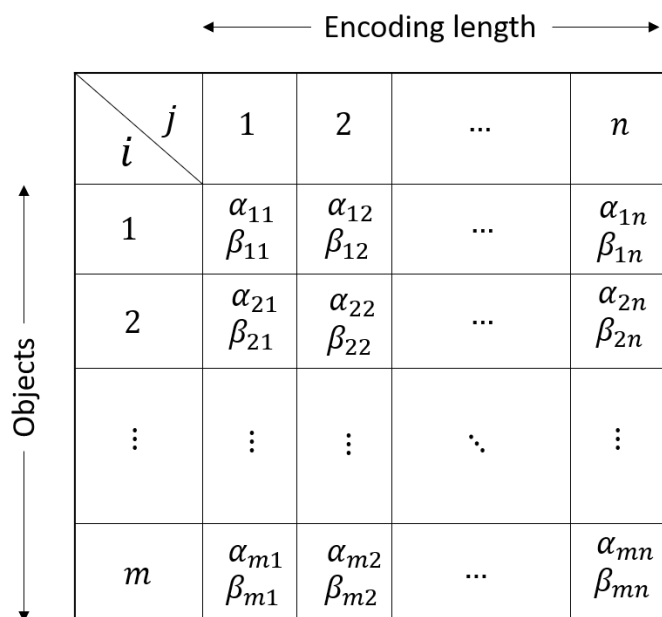 Encoding length
j
i
1 2 ... n
Objects
1 α₁₁ α₁₂ ... α₁ₙ
β₁₁ β₁₂ β₁ₙ
2 α₂₁ α₂₂ ... α₂ₙ
β₂₁ β₂₂ β₂ₙ
⋮ ⋮ ⋮ ⋱ ⋮
m αₘ₁ αₘ₂ ... αₘₙ
βₘ₁ βₘ₂ βₘₙ